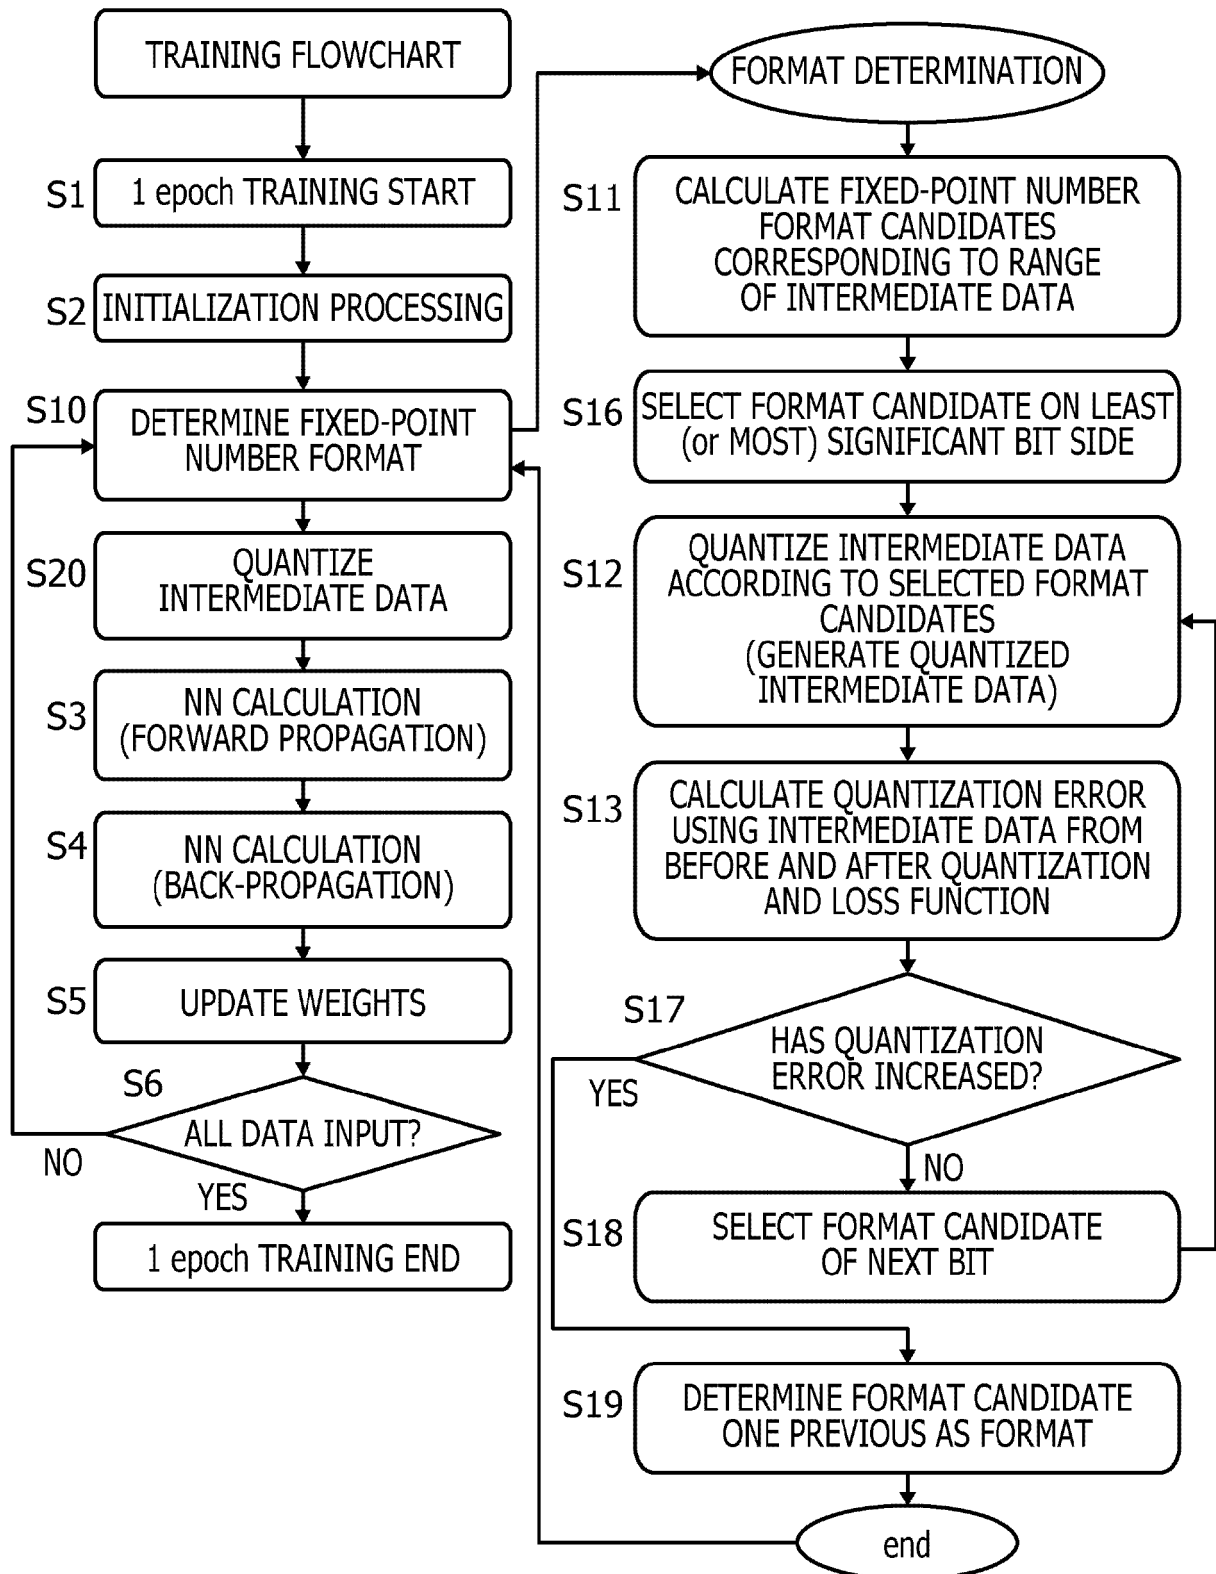 TRAINING FLOWCHART
S1
1 epoch TRAINING START
S2
INITIALIZATION PROCESSING
S10
DETERMINE FIXED-POINT
NUMBER FORMAT
S20
QUANTIZE
INTERMEDIATE DATA
S3
NN CALCULATION
(FORWARD PROPAGATION)
S4
NN CALCULATION
(BACK-PROPAGATION)
S5
UPDATE WEIGHTS
S6
ALL DATA INPUT?
NO
YES
1 epoch TRAINING END
FORMAT DETERMINATION
S11
CALCULATE FIXED-POINT NUMBER
FORMAT CANDIDATES
CORRESPONDING TO RANGE
OF INTERMEDIATE DATA
S16
SELECT FORMAT CANDIDATE ON LEAST
(or MOST) SIGNIFICANT BIT SIDE
S12
QUANTIZE INTERMEDIATE DATA
ACCORDING TO SELECTED FORMAT
CANDIDATES
(GENERATE QUANTIZED
INTERMEDIATE DATA)
S13
CALCULATE QUANTIZATION ERROR
USING INTERMEDIATE DATA FROM
BEFORE AND AFTER QUANTIZATION
AND LOSS FUNCTION
S17
HAS QUANTIZATION
ERROR INCREASED?
YES
NO
S18
SELECT FORMAT CANDIDATE
OF NEXT BIT
S19
DETERMINE FORMAT CANDIDATE
ONE PREVIOUS AS FORMAT
end